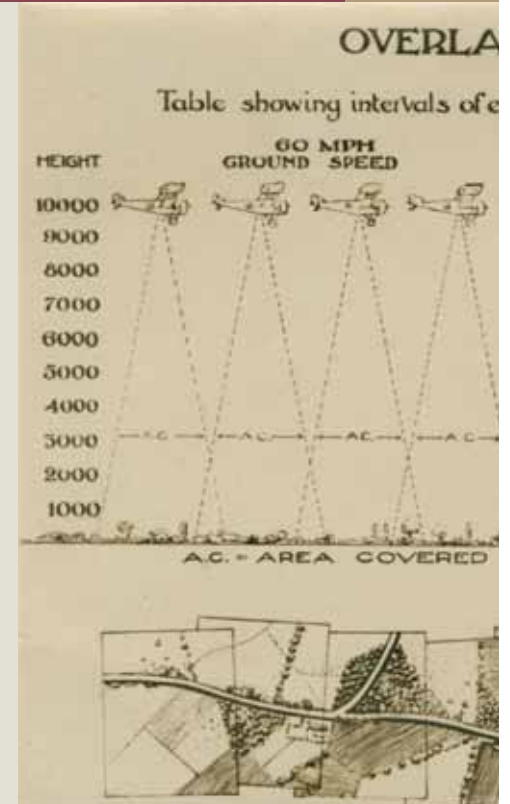 OVERLA
Table showing intervals of e
60 MPH
HEIGHT GROUND SPEED
10000
9000
8000
7000
6000
5000
4000
A.C. A.C. A.C. A.C.
3000
2000
1000
A.C. = AREA COVERED